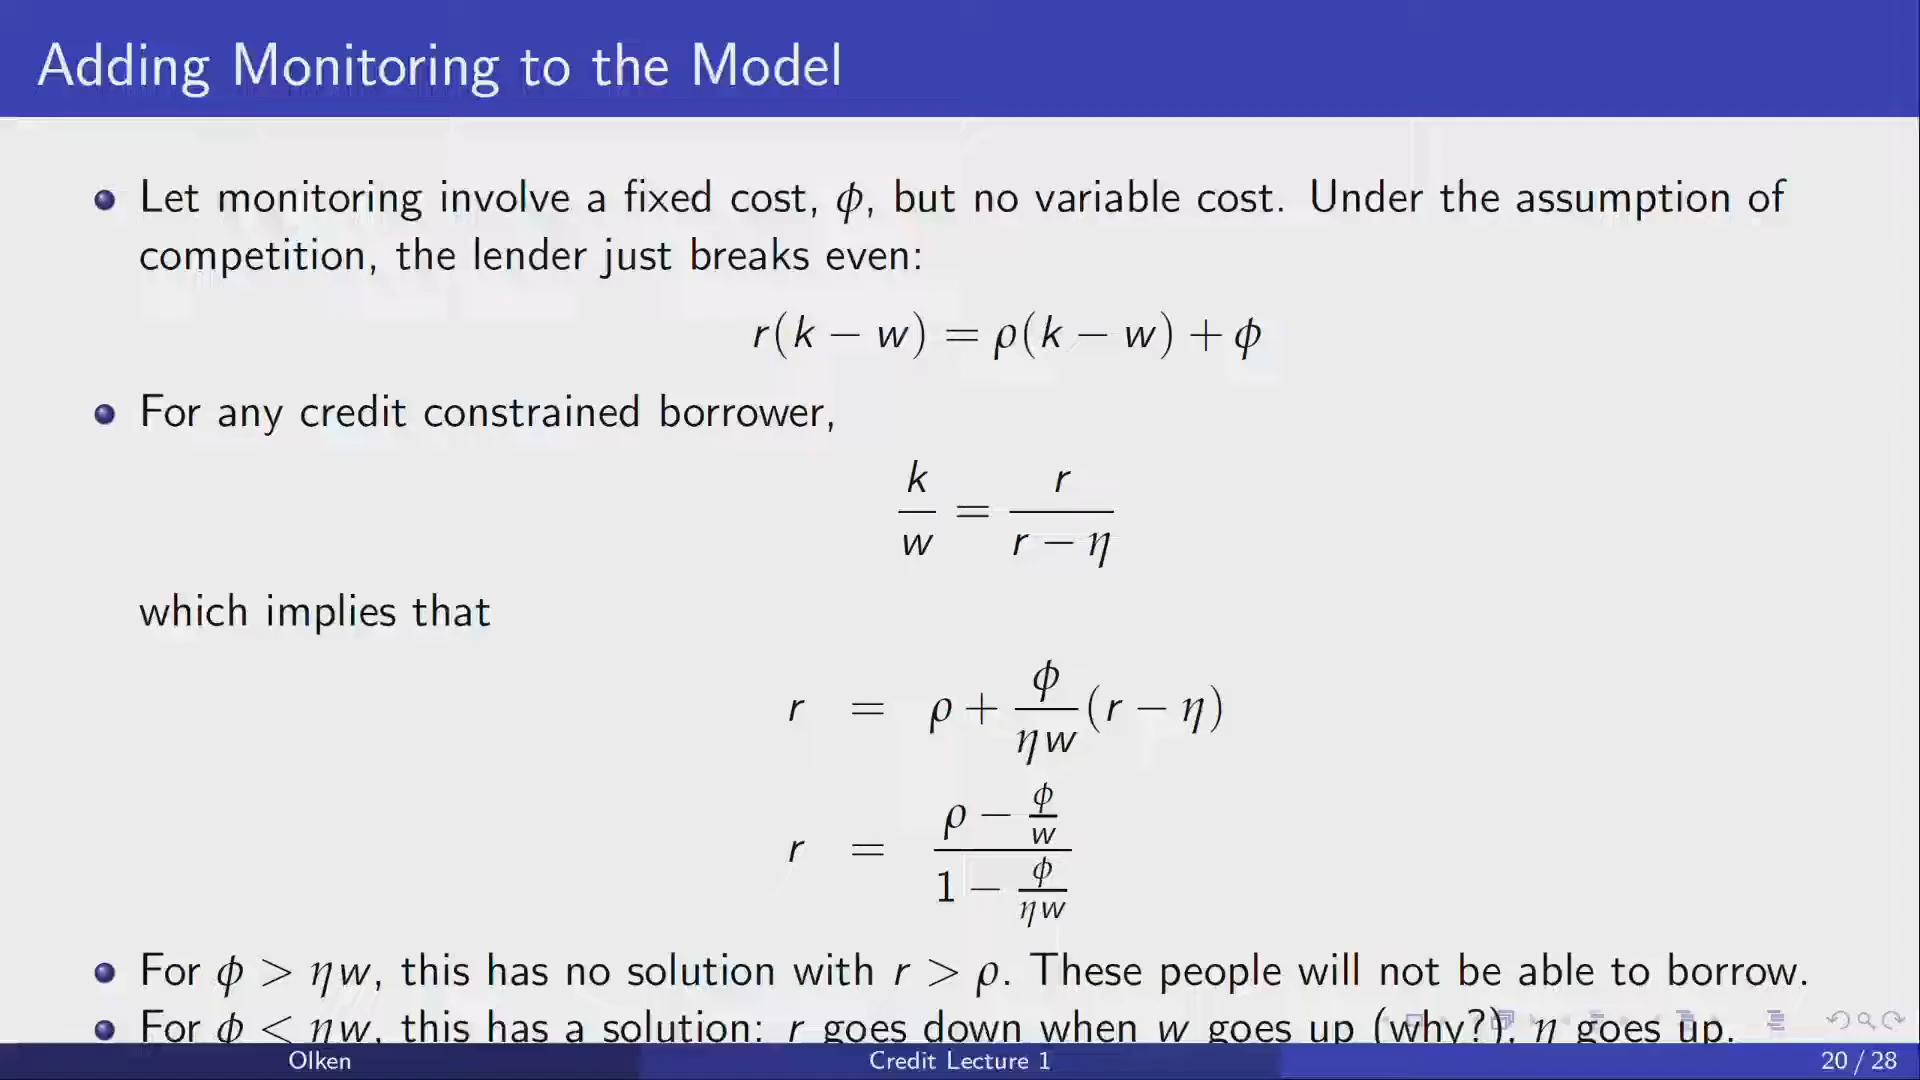 Adding Monitoring to the Model
Let monitoring involve a fixed cost, ϕ, but no variable cost. Under the assumption of
competition, the lender just breaks even:
r(k − w) = ρ(k − w) + ϕ
For any credit constrained borrower,
k/w = r/(r − η)
which implies that
r = ρ + ϕ/(ηw) (r − η)
r = (ρ − ϕ/w)/(1 − ϕ/(ηw))
For ϕ > ηw, this has no solution with r > ρ. These people will not be able to borrow.
For ϕ < ηw, this has a solution: r goes down when w goes up (why?), η goes up.
Olken Credit Lecture 1 20 / 28